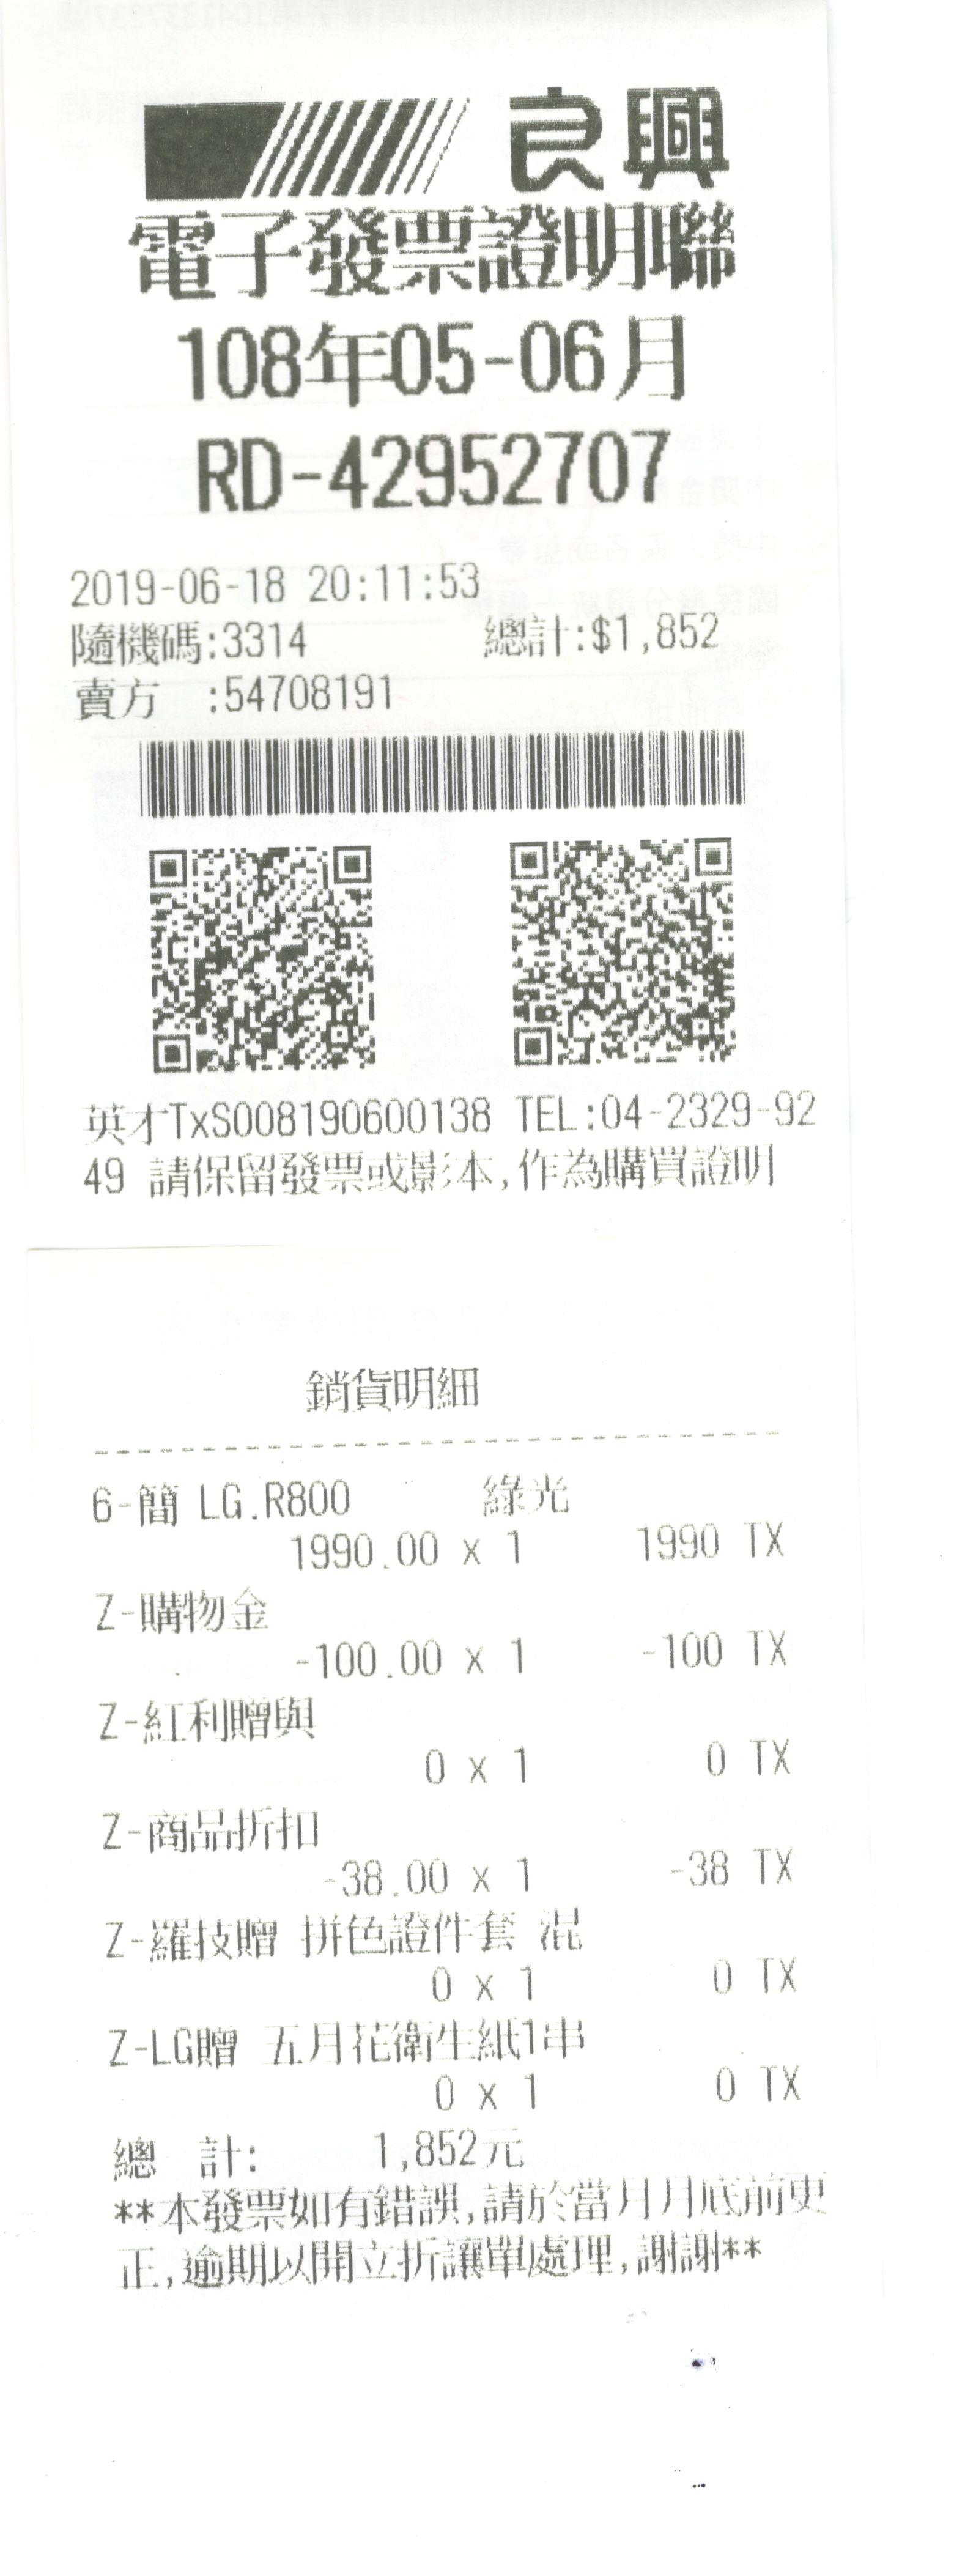 良興
電子發票證明聯
108年05-06月
RD-42952707
2019-06-18 20:11:53
隨機碼:3314 總計:$1,852
賣方 :54708191
英才TxS008190600138 TEL:04-2329-92
49 請保留發票或影本,作為購買證明
銷貨明細
6-簡 LG.R800 綠光
1990.00 x 1 1990 TX
Z-購物金
-100.00 x 1 -100 TX
Z-紅利贈與
0 x 1 0 TX
Z-商品折扣
-38.00 x 1 -38 TX
Z-羅技贈 拼色證件套 混
0 x 1 0 TX
Z-LG贈 五月花衛生紙1串
0 x 1 0 TX
總 計: 1,852元
**本發票如有錯誤,請於當月月底前更
正,逾期以開立折讓單處理,謝謝**